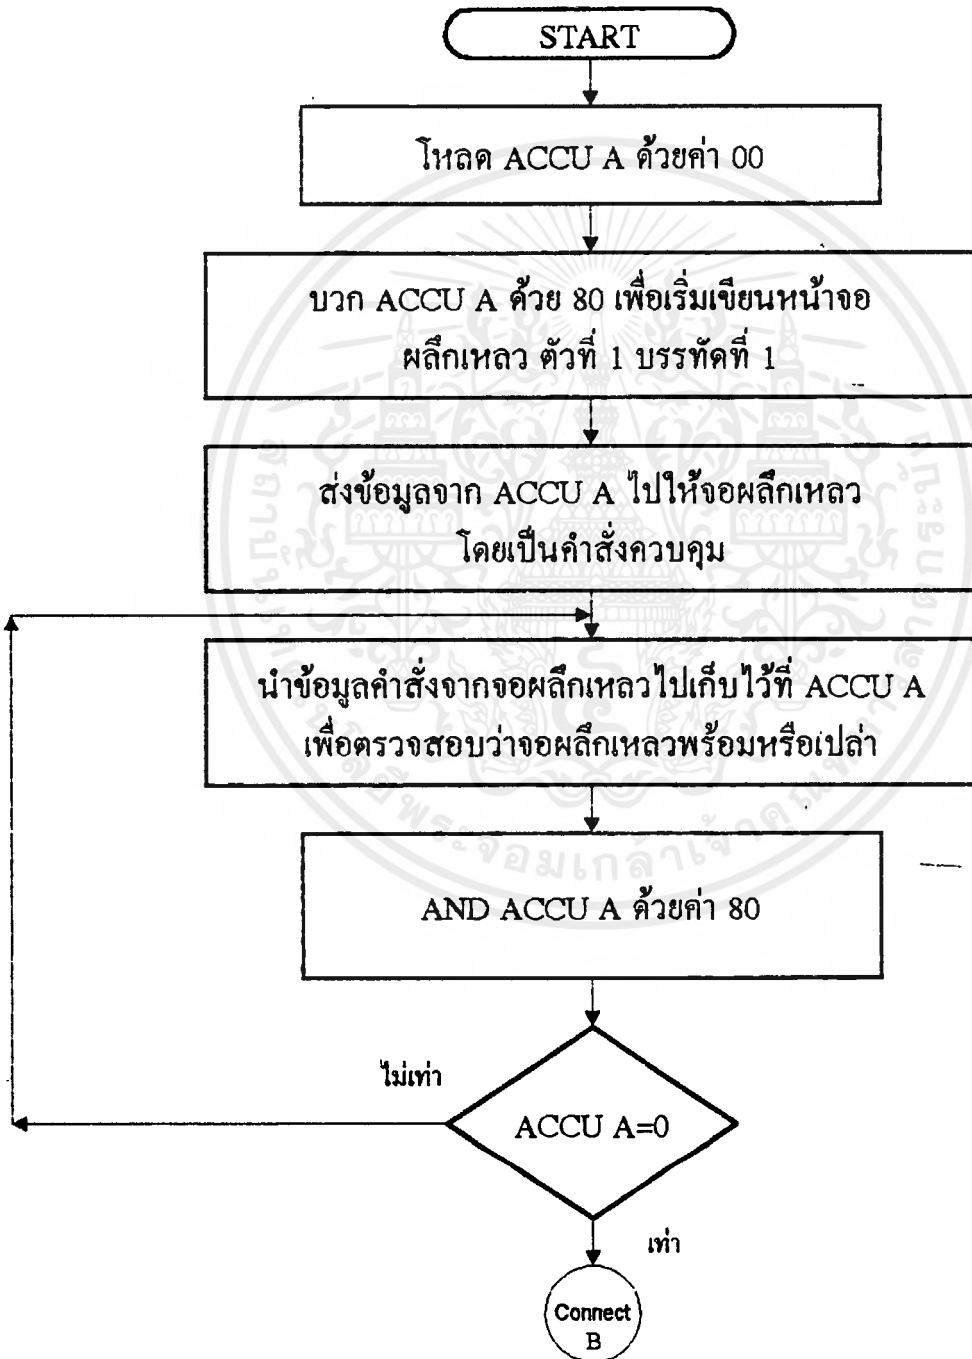 START
โหลด ACCU A ด้วยค่า 00
บวก ACCU A ด้วย 80 เพื่อเริ่มเขียนหน้าจอ
ผลึกเหลว ตัวที่ 1 บรรทัดที่ 1
ส่งข้อมูลจาก ACCU A ไปให้จอผลึกเหลว
โดยเป็นคำสั่งควบคุม
นำข้อมูลคำสั่งจากจอผลึกเหลวไปเก็บไว้ที่ ACCU A
เพื่อตรวจสอบว่าจอผลึกเหลวพร้อมหรือเปล่า
AND ACCU A ด้วยค่า 80
ไม่เท่า
ACCU A=0
เท่า
Connect
B